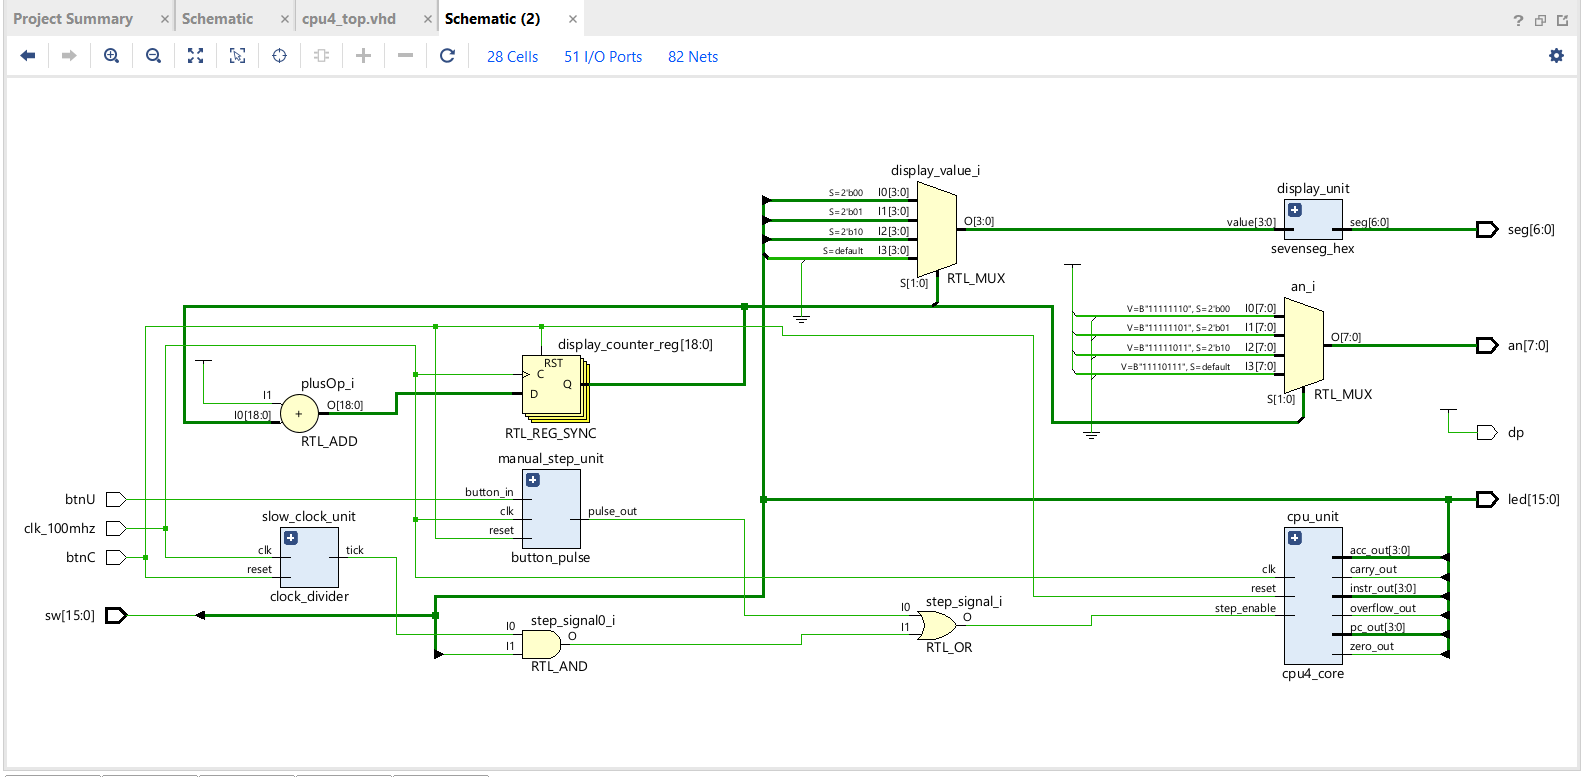 Project Summary
Schematic
cpu4_top.vhd
Schematic (2)
28 Cells
51 I/O Ports
82 Nets
display_value_i
S=2'b00 I0[3:0]
S=2'b01 I1[3:0]
S=2'b10 I2[3:0]
S=default I3[3:0]
O[3:0]
S[1:0]
RTL_MUX
display_unit
value[3:0]
seg[6:0]
sevenseg_hex
seg[6:0]
an_i
V=B"11111110", S=2'b00 I0[7:0]
V=B"11111101", S=2'b01 I1[7:0]
V=B"11111011", S=2'b10 I2[7:0]
V=B"11110111", S=default I3[7:0]
O[7:0]
S[1:0]
RTL_MUX
an[7:0]
dp
display_counter_reg[18:0]
RST
C
D
Q
RTL_REG_SYNC
plusOp_i
I1
I0[18:0]
+
O[18:0]
RTL_ADD
manual_step_unit
button_in
clk
reset
pulse_out
button_pulse
btnU
clk_100mhz
btnC
sw[15:0]
slow_clock_unit
clk
reset
tick
clock_divider
step_signal0_i
I0
I1
O
RTL_AND
step_signal_i
I0
I1
O
RTL_OR
led[15:0]
cpu_unit
clk
reset
step_enable
acc_out[3:0]
carry_out
instr_out[3:0]
overflow_out
pc_out[3:0]
zero_out
cpu4_core